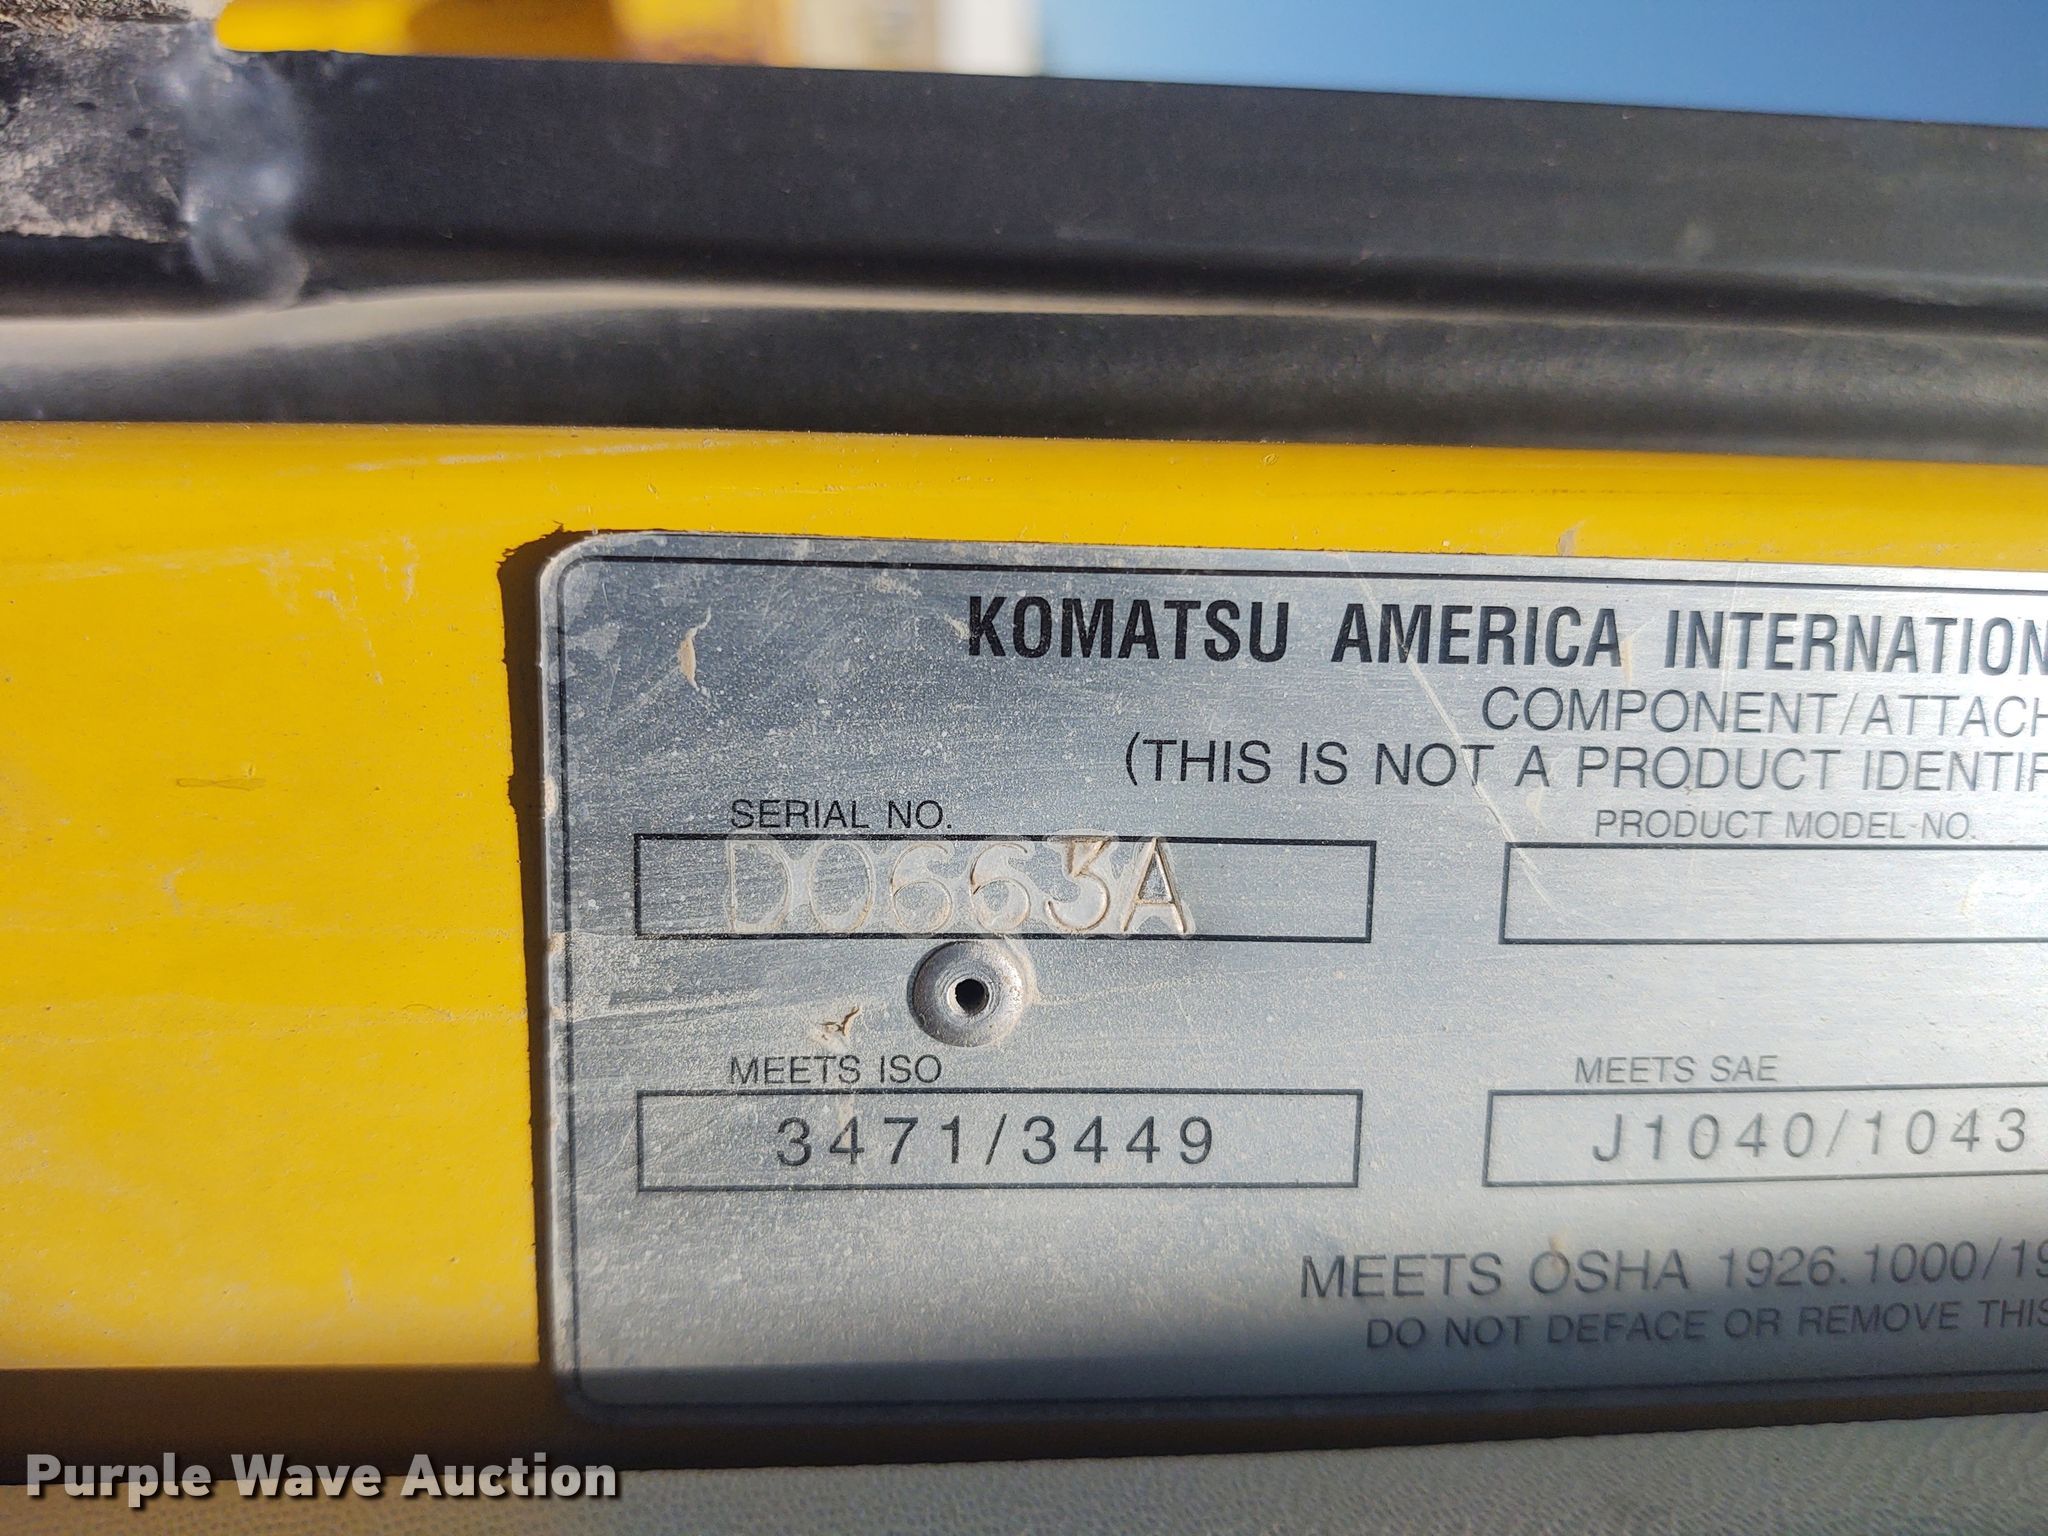 KOMATSU AMERICA INTERNATION
COMPONENT/ATTACH
(THIS IS NOT A PRODUCT IDENTIF
SERIAL NO. PRODUCT MODEL-NO.
D0663A
MEETS ISO MEETS SAE
3471/3449 J1040/1043
MEETS OSHA 1926.1000/19
DO NOT DEFACE OR REMOVE THIS
Purple Wave Auction